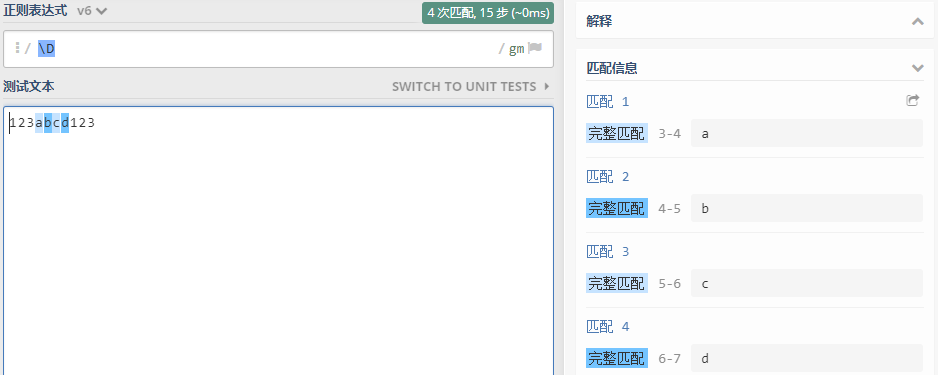 正则表达式 v6
4 次匹配, 15 步 (~0ms)
/ \D / gm
测试文本
SWITCH TO UNIT TESTS
123abcd123
解释
匹配信息
匹配 1
完整匹配 3-4 a
匹配 2
完整匹配 4-5 b
匹配 3
完整匹配 5-6 c
匹配 4
完整匹配 6-7 d